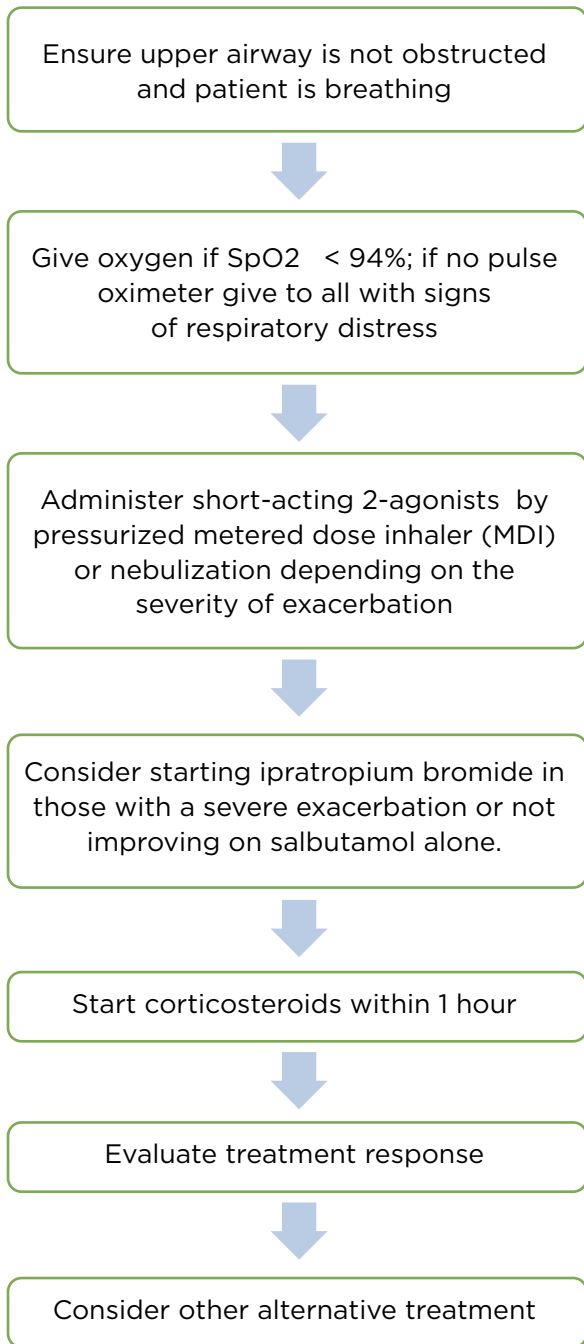 Ensure upper airway is not obstructed
and patient is breathing
Give oxygen if SpO2 < 94%; if no pulse
oximeter give to all with signs
of respiratory distress
Administer short-acting 2-agonists by
pressurized metered dose inhaler (MDI)
or nebulization depending on the
severity of exacerbation
Consider starting ipratropium bromide in
those with a severe exacerbation or not
improving on salbutamol alone.
Start corticosteroids within 1 hour
Evaluate treatment response
Consider other alternative treatment